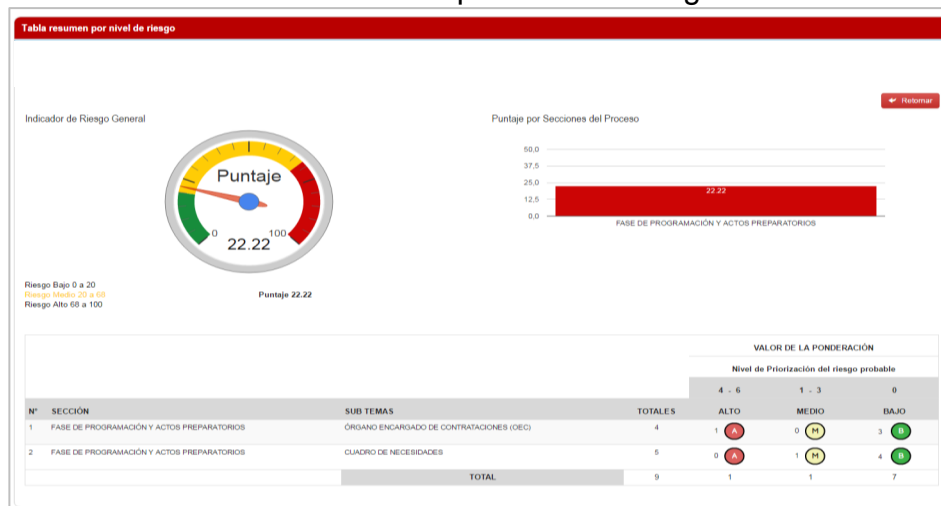 Tabla resumen por nivel de riesgo
Retornar
Indicador de Riesgo General
Puntaje por Secciones del Proceso
Puntaje
0
100
22.22
50,0
37,5
25,0
12,5
0,0
22.22
FASE DE PROGRAMACIÓN Y ACTOS PREPARATORIOS
Riesgo Bajo 0 a 20
Riesgo Medio 20 a 68
Riesgo Alto 68 a 100
Puntaje 22.22
VALOR DE LA PONDERACIÓN
Nivel de Priorización del riesgo probable
4 - 6 1 - 3 0
N° SECCIÓN SUB TEMAS TOTALES ALTO MEDIO BAJO
1 FASE DE PROGRAMACIÓN Y ACTOS PREPARATORIOS ÓRGANO ENCARGADO DE CONTRATACIONES (OEC) 4 1 A 0 M 3 B
2 FASE DE PROGRAMACIÓN Y ACTOS PREPARATORIOS CUADRO DE NECESIDADES 5 0 A 1 M 4 B
TOTAL 9 1 1 7